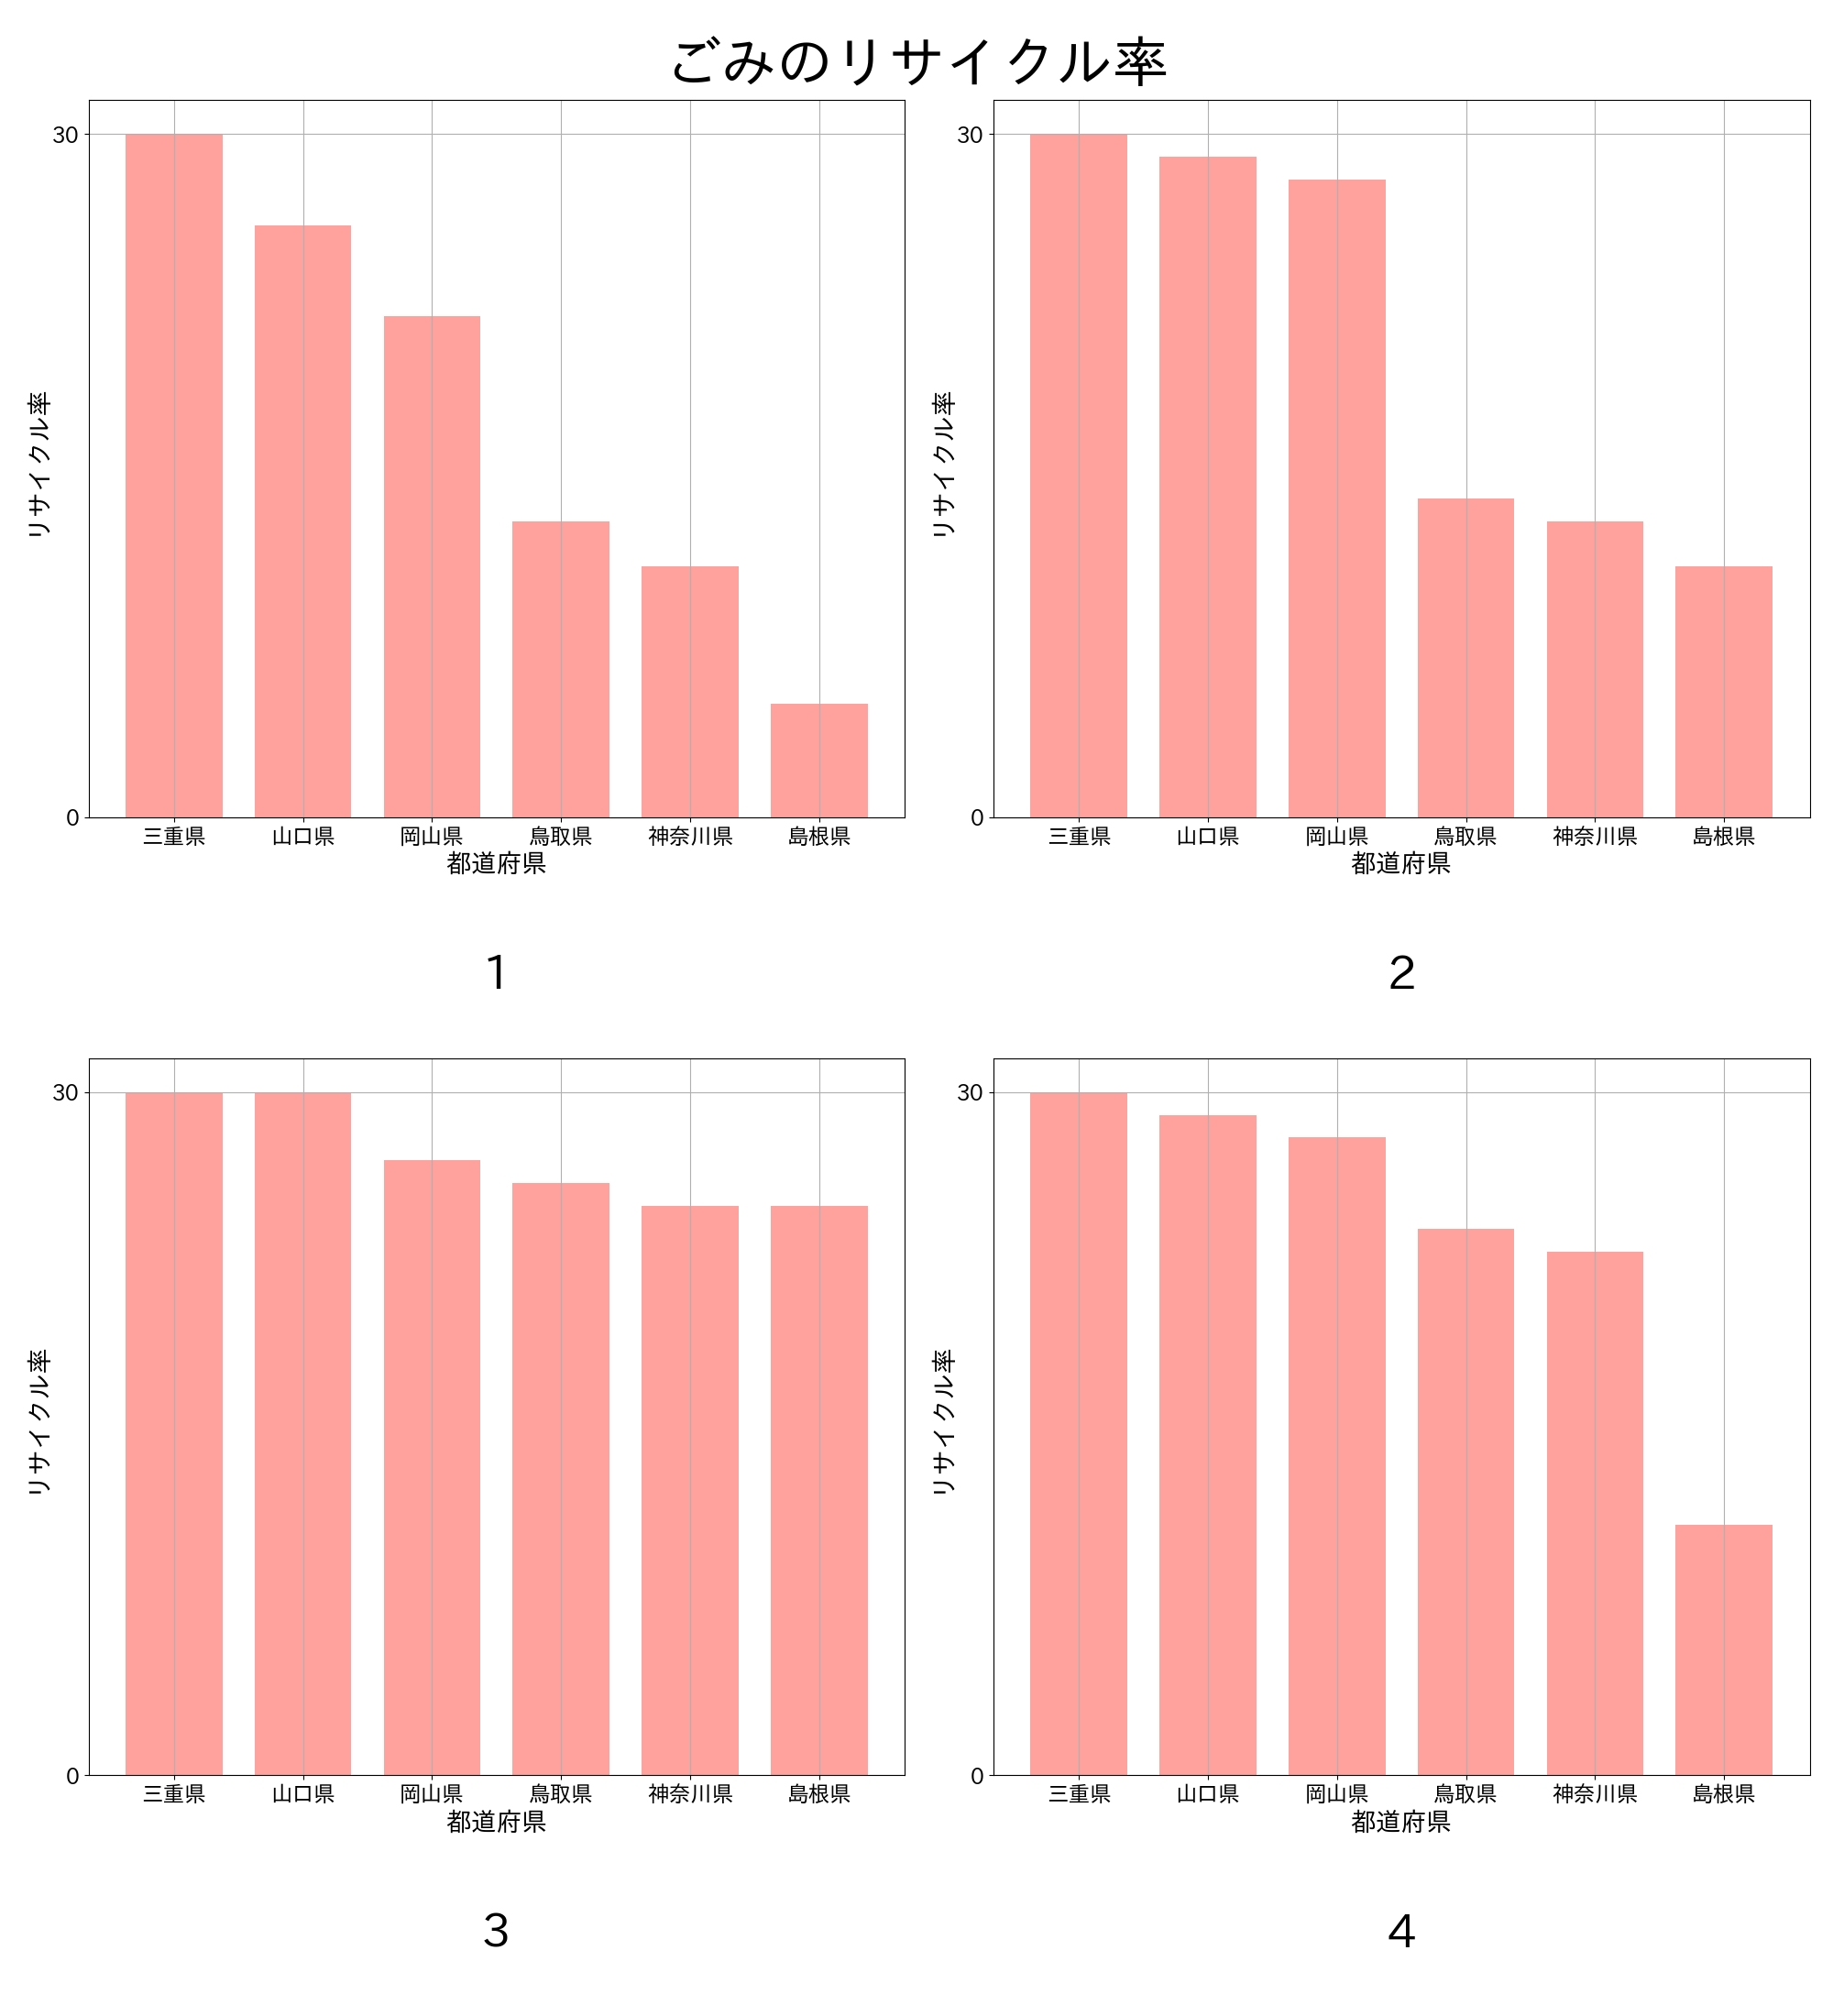 ごみのリサイクル率
30
0
リサイクル率
三重県 山口県 岡山県 鳥取県 神奈川県 島根県
都道府県
1
30
0
リサイクル率
三重県 山口県 岡山県 鳥取県 神奈川県 島根県
都道府県
2
30
0
リサイクル率
三重県 山口県 岡山県 鳥取県 神奈川県 島根県
都道府県
3
30
0
リサイクル率
三重県 山口県 岡山県 鳥取県 神奈川県 島根県
都道府県
4